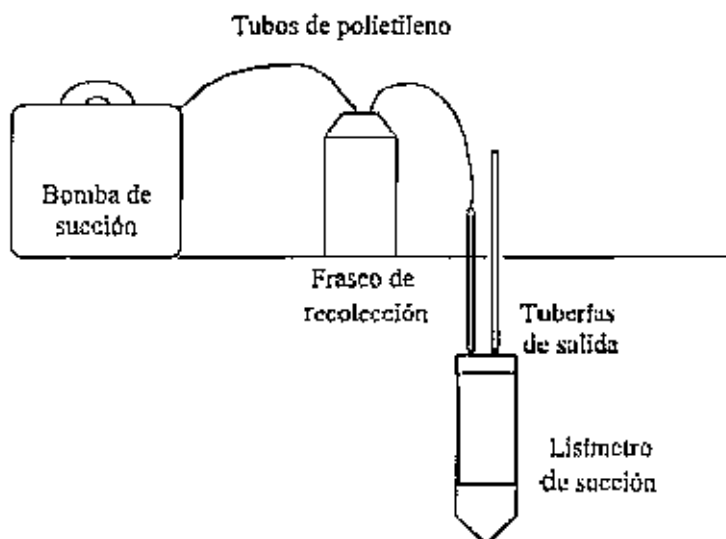 Tubos de polietileno
Bomba de
succión
Frasco de
recolección
Tuberías
de salida
Lisímetro
de succión